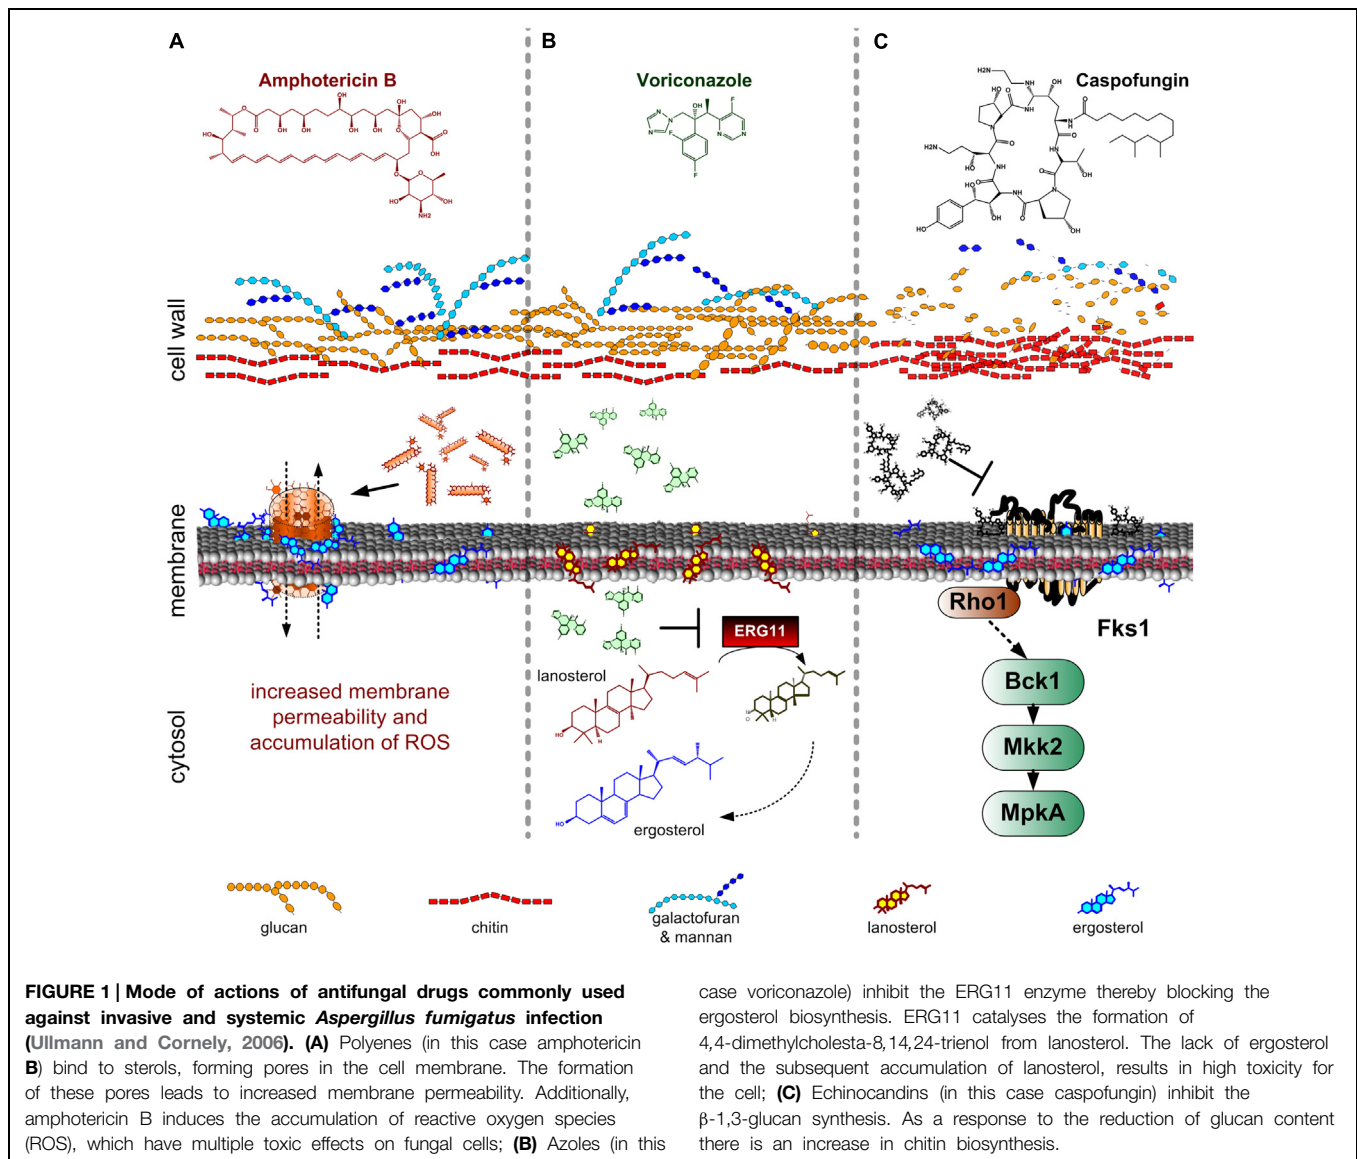 A
B
C
Amphotericin B
Voriconazole
Caspofungin
cell wall
membrane
cytosol
increased membrane
permeability and
accumulation of ROS
ERG11
lanosterol
ergosterol
Rho1
Fks1
Bck1
Mkk2
MpkA
glucan
chitin
galactofuran
& mannan
lanosterol
ergosterol
FIGURE 1 | Mode of actions of antifungal drugs commonly used
against invasive and systemic Aspergillus fumigatus infection
(Ullmann and Cornely, 2006). (A) Polyenes (in this case amphotericin
B) bind to sterols, forming pores in the cell membrane. The formation
of these pores leads to increased membrane permeability. Additionally,
amphotericin B induces the accumulation of reactive oxygen species
(ROS), which have multiple toxic effects on fungal cells; (B) Azoles (in this
case voriconazole) inhibit the ERG11 enzyme thereby blocking the
ergosterol biosynthesis. ERG11 catalyses the formation of
4,4-dimethylcholesta-8,14,24-trienol from lanosterol. The lack of ergosterol
and the subsequent accumulation of lanosterol, results in high toxicity for
the cell; (C) Echinocandins (in this case caspofungin) inhibit the
β-1,3-glucan synthesis. As a response to the reduction of glucan content
there is an increase in chitin biosynthesis.